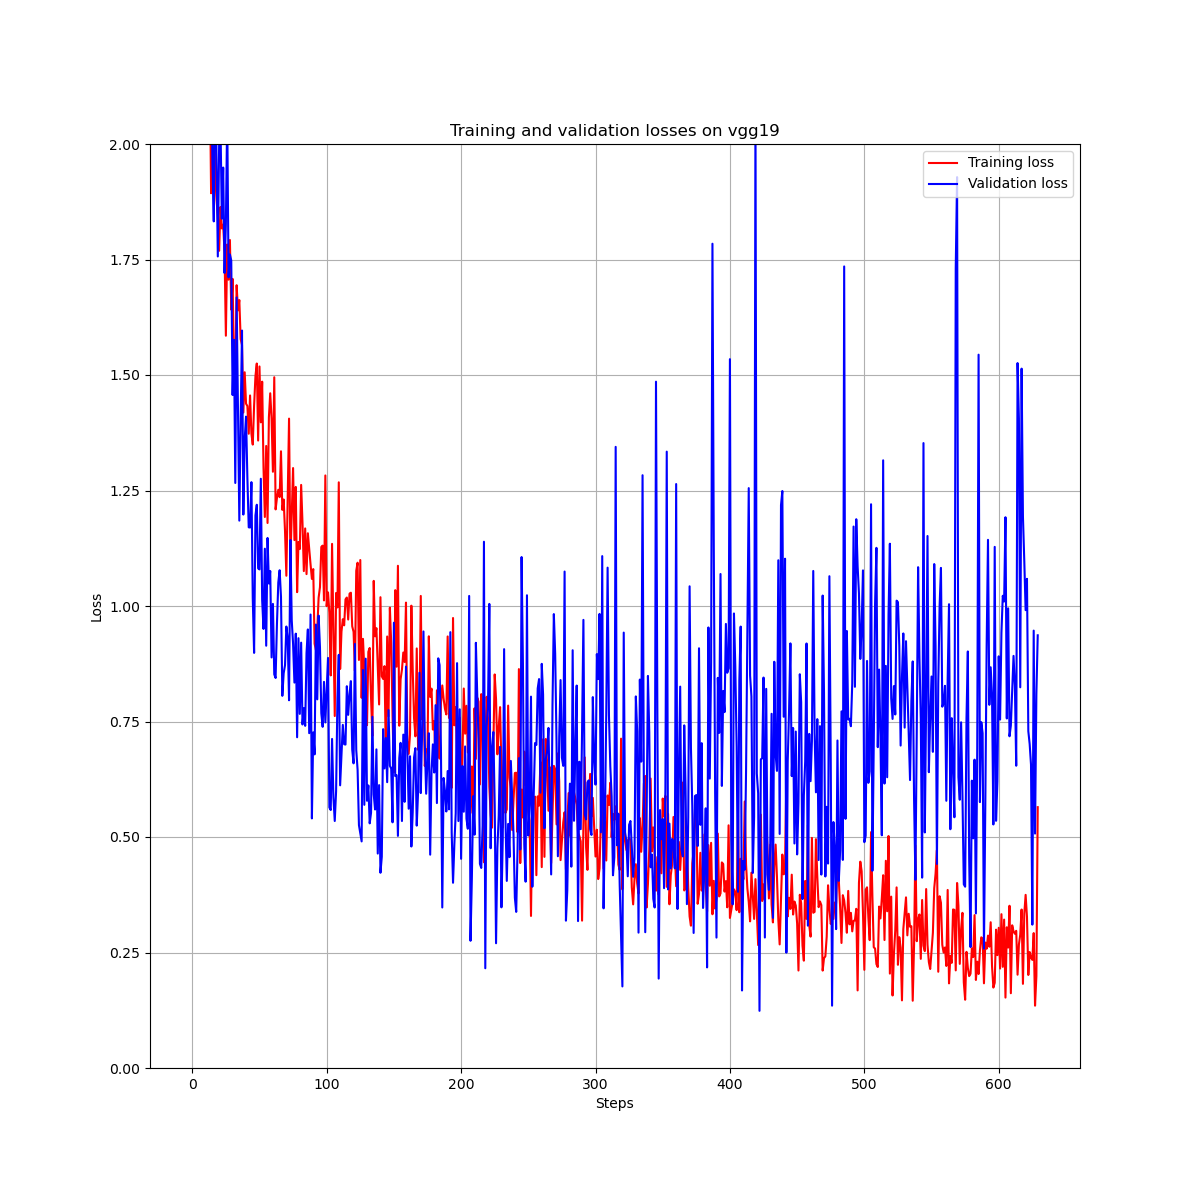 Training and validation losses on vgg19
Training loss
Validation loss
2.00
1.75
1.50
1.25
1.00
0.75
0.50
0.25
0.00
Loss
0 100 200 300 400 500 600
Steps